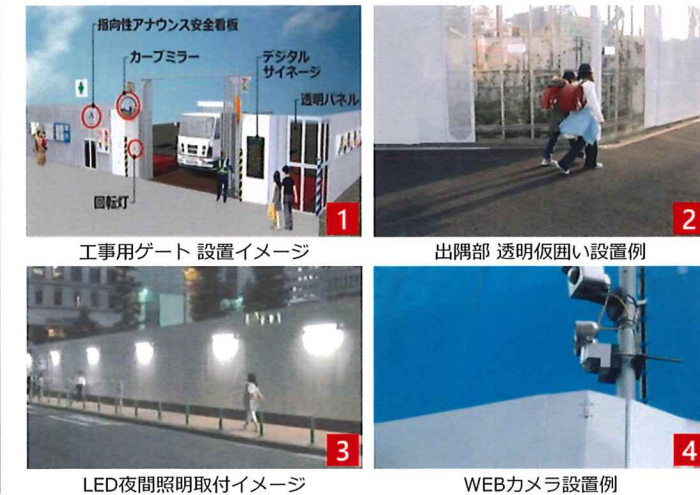 指向性アナウンス安全看板
カーブミラー
デジタル
サイネージ
透明パネル
回転灯
1
工事用ゲート 設置イメージ
2
出隅部 透明仮囲い設置例
3
LED夜間照明取付イメージ
4
WEBカメラ設置例